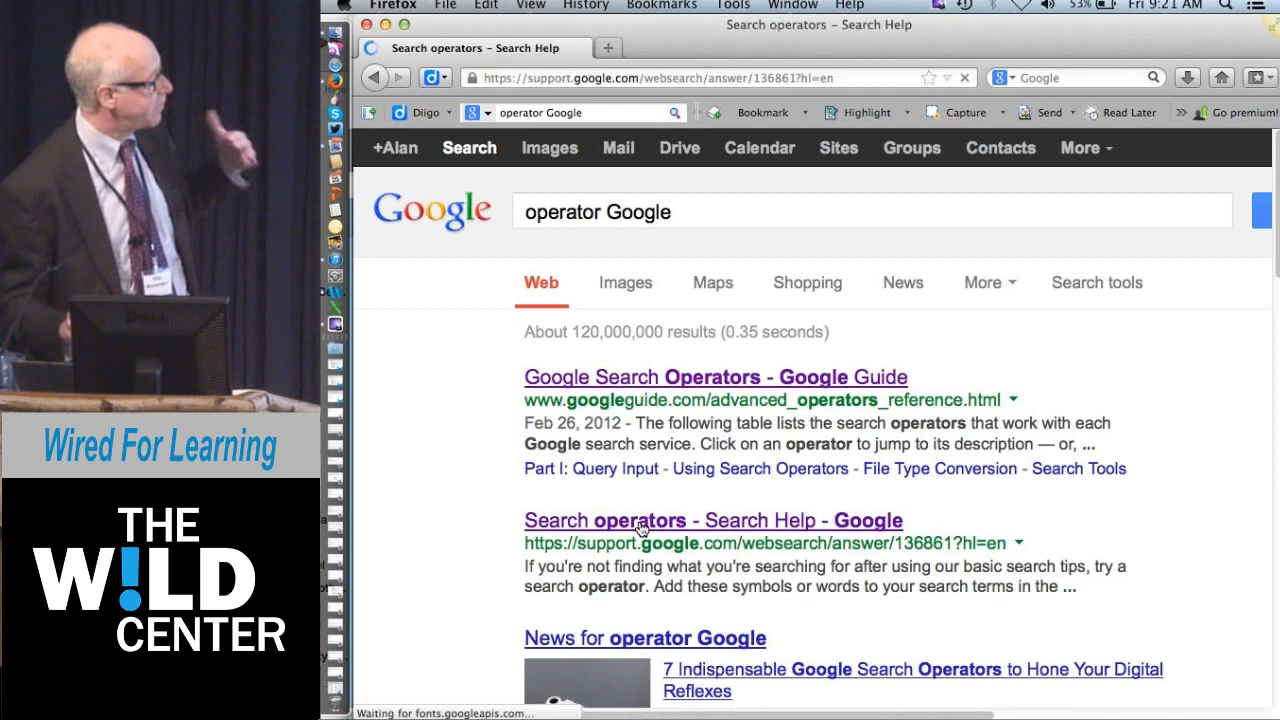 Firefox File Edit View History Bookmarks Tools Window Help 53% Fri 9:21 AM
Search operators – Search Help
Search operators – Search Help
https://support.google.com/websearch/answer/136861?hl=en
Google
Diigo
operator Google
Bookmark Highlight Capture Send Read Later » Go premium!
+Alan Search Images Mail Drive Calendar Sites Groups Contacts More
Google
operator Google
Web Images Maps Shopping News More Search tools
About 120,000,000 results (0.35 seconds)
Google Search Operators - Google Guide
www.googleguide.com/advanced_operators_reference.html
Feb 26, 2012 - The following table lists the search operators that work with each
Google search service. Click on an operator to jump to its description — or, ...
Part I: Query Input - Using Search Operators - File Type Conversion - Search Tools
Search operators - Search Help - Google
https://support.google.com/websearch/answer/136861?hl=en
If you're not finding what you're searching for after using our basic search tips, try a
search operator. Add these symbols or words to your search terms in the ...
News for operator Google
7 Indispensable Google Search Operators to Hone Your Digital
Reflexes
Waiting for fonts.googleapis.com...
DELL
Wired For Learning
THE
W!LD
CENTER